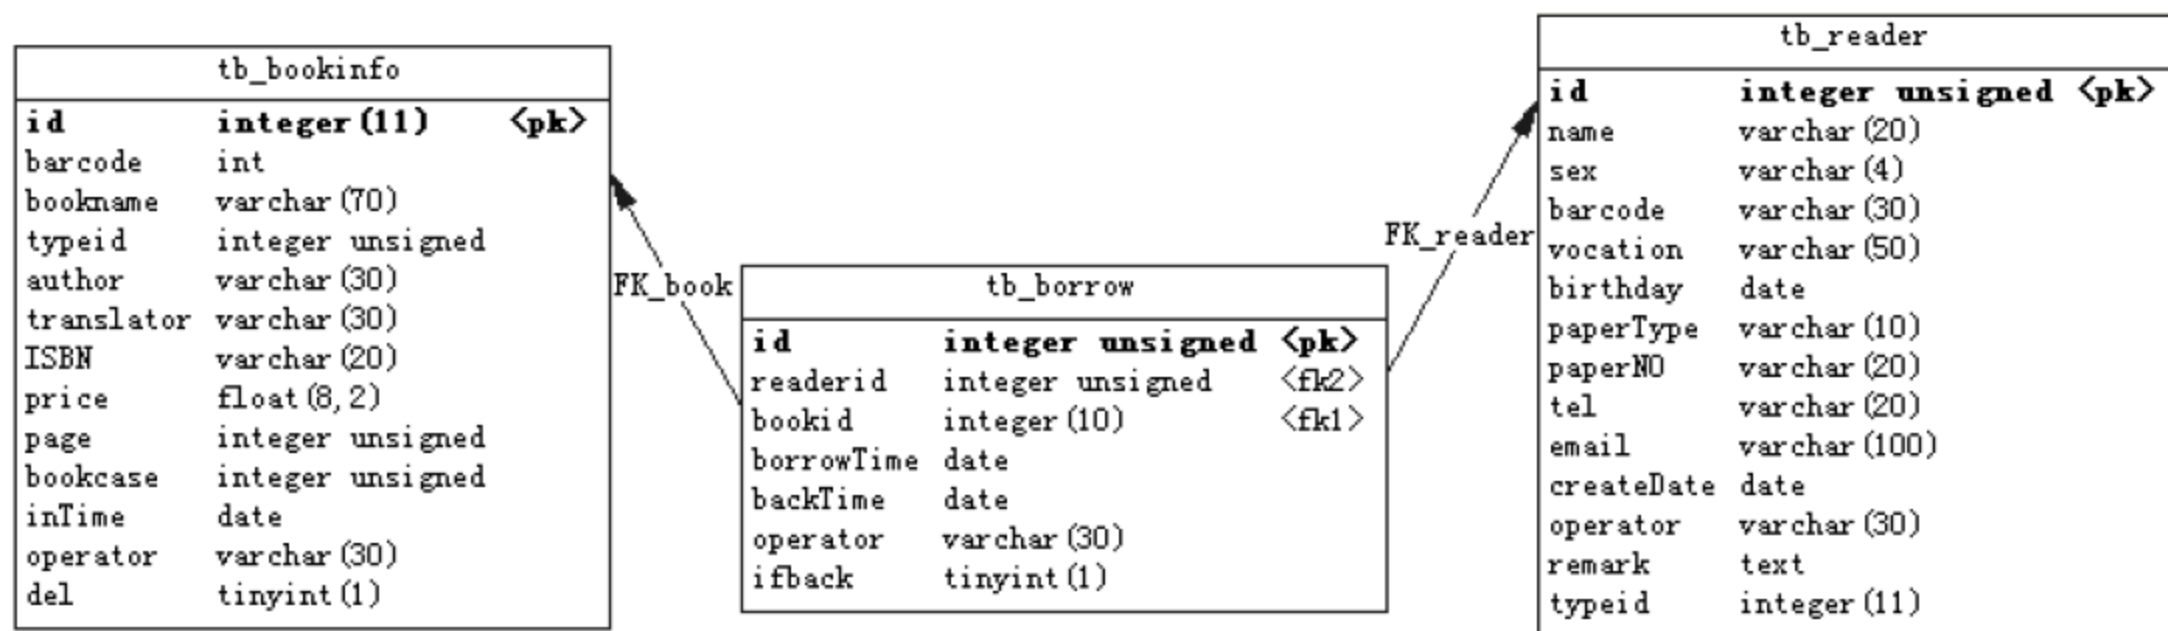 tb_bookinfo
id integer(11) <pk>
barcode int
bookname varchar(70)
typeid integer unsigned
author varchar(30)
translator varchar(30)
ISBN varchar(20)
price float(8,2)
page integer unsigned
bookcase integer unsigned
inTime date
operator varchar(30)
del tinyint(1)
FK_book
tb_borrow
id integer unsigned <pk>
readerid integer unsigned <fk2>
bookid integer(10) <fk1>
borrowTime date
backTime date
operator varchar(30)
ifback tinyint(1)
FK_reader
tb_reader
id integer unsigned <pk>
name varchar(20)
sex varchar(4)
barcode varchar(30)
vocation varchar(50)
birthday date
paperType varchar(10)
paperNO varchar(20)
tel varchar(20)
email varchar(100)
createDate date
operator varchar(30)
remark text
typeid integer(11)